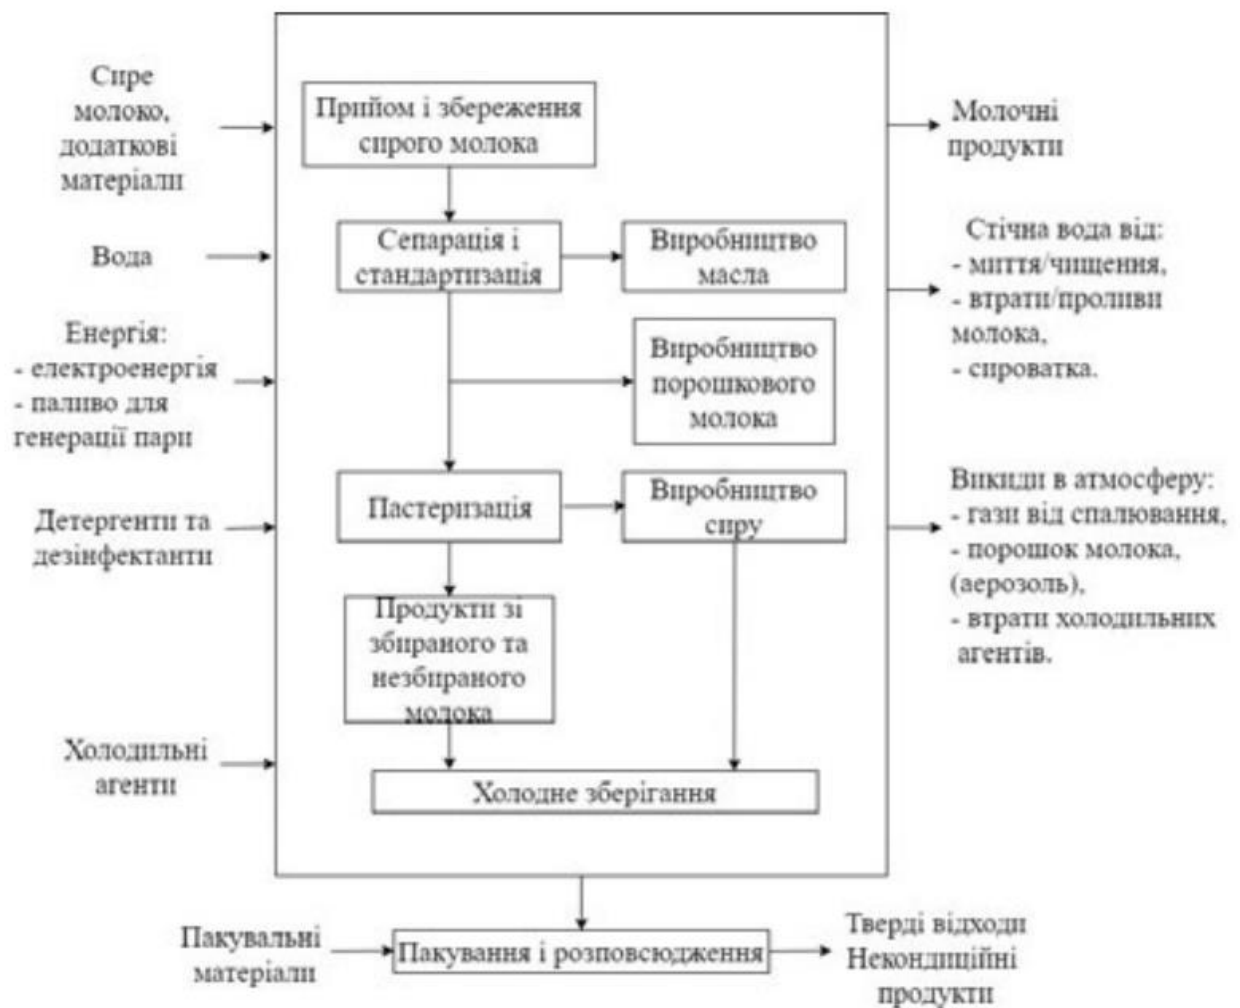 Сире
молоко,
додаткові
матеріали
Вода
Енергія:
- електроенергія
- паливо для
генерації пари
Детергенти та
дезінфектанти
Холодильні
агенти
Прийом і збереження
сирого молока
Сепарація і
стандартизація
Виробництво
масла
Виробництво
порошкового
молока
Пастеризація
Виробництво
сиру
Продукти зі
збираного та
незбираного
молока
Холодне зберігання
Молочні
продукти
Стічна вода від:
- миття/чищення,
- втрати/проливи
молока,
- сироватка.
Викиди в атмосферу:
- гази від спалювання,
- порошок молока,
(аерозоль),
- втрати холодильних
агентів.
Пакувальні
матеріали
Пакування і розповсюдження
Тверді відходи
Некондиційні
продукти